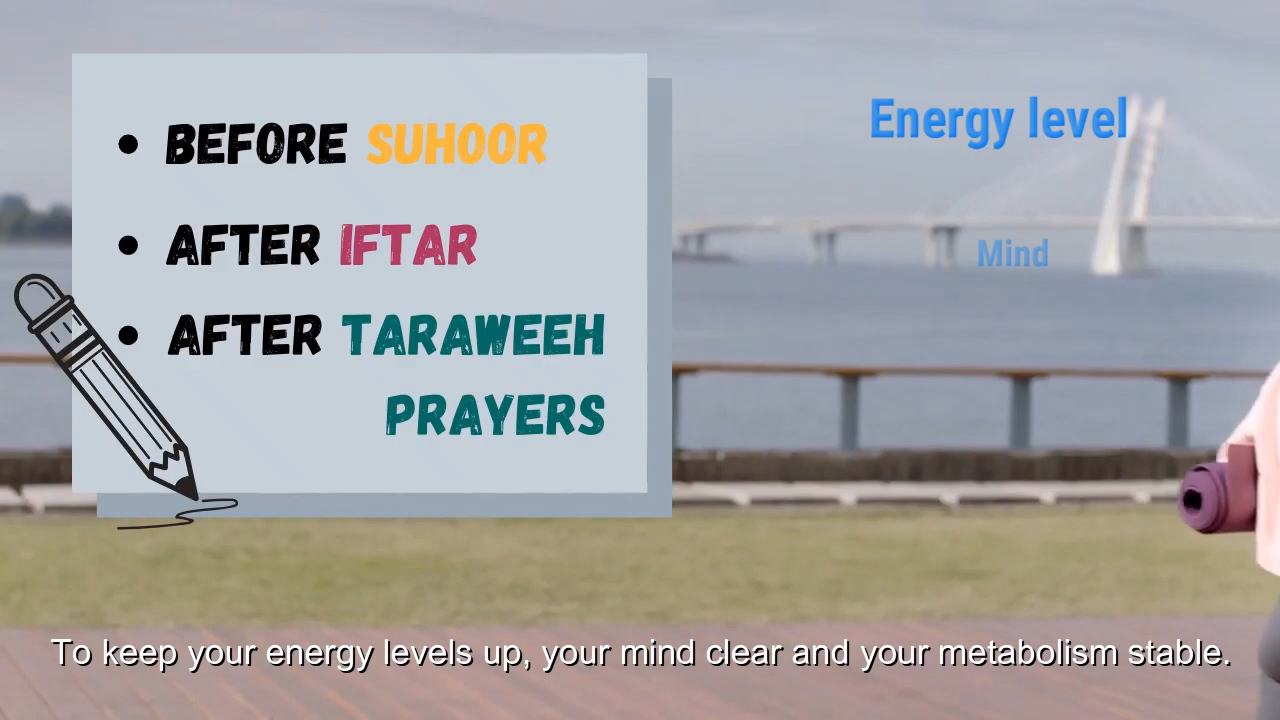 • BEFORE SUHOOR
• AFTER IFTAR
• AFTER TARAWEEH
PRAYERS
Energy level
Mind
To keep your energy levels up, your mind clear and your metabolism stable.